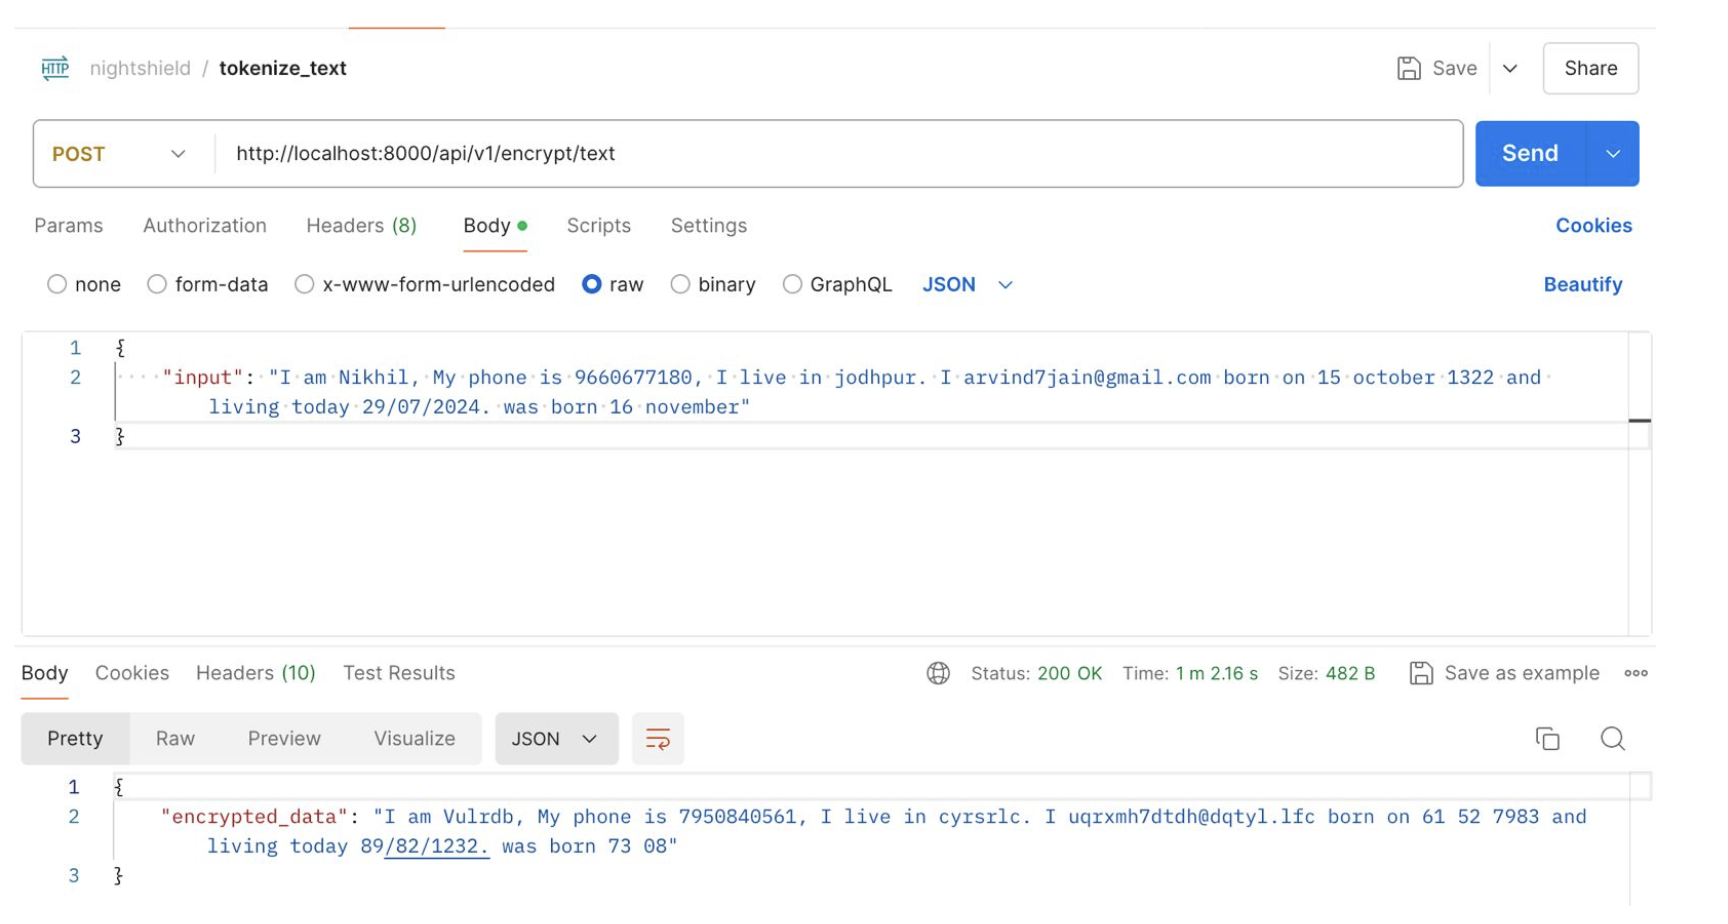 HTTP nightshield / tokenize_text Save Share
POST http://localhost:8000/api/v1/encrypt/text Send
Params Authorization Headers (8) Body Scripts Settings Cookies
none form-data x-www-form-urlencoded raw binary GraphQL JSON Beautify
1 {
2 "input": "I am Nikhil, My phone is 9660677180, I live in jodhpur. I arvind7jain@gmail.com born on 15 october 1322 and
living today 29/07/2024. was born 16 november"
3 }
Body Cookies Headers (10) Test Results Status: 200 OK Time: 1 m 2.16 s Size: 482 B Save as example
Pretty Raw Preview Visualize JSON
1 {
2 "encrypted_data": "I am Vulrdb, My phone is 7950840561, I live in cyrsrlc. I uqrxmh7dtdh@dqtyl.lfc born on 61 52 7983 and
living today 89/82/1232. was born 73 08"
3 }